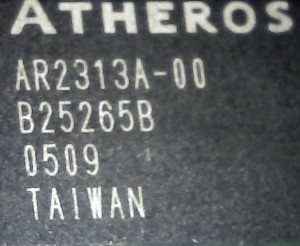 ATHEROS
AR2313A-00
B25265B
0509
TAIWAN